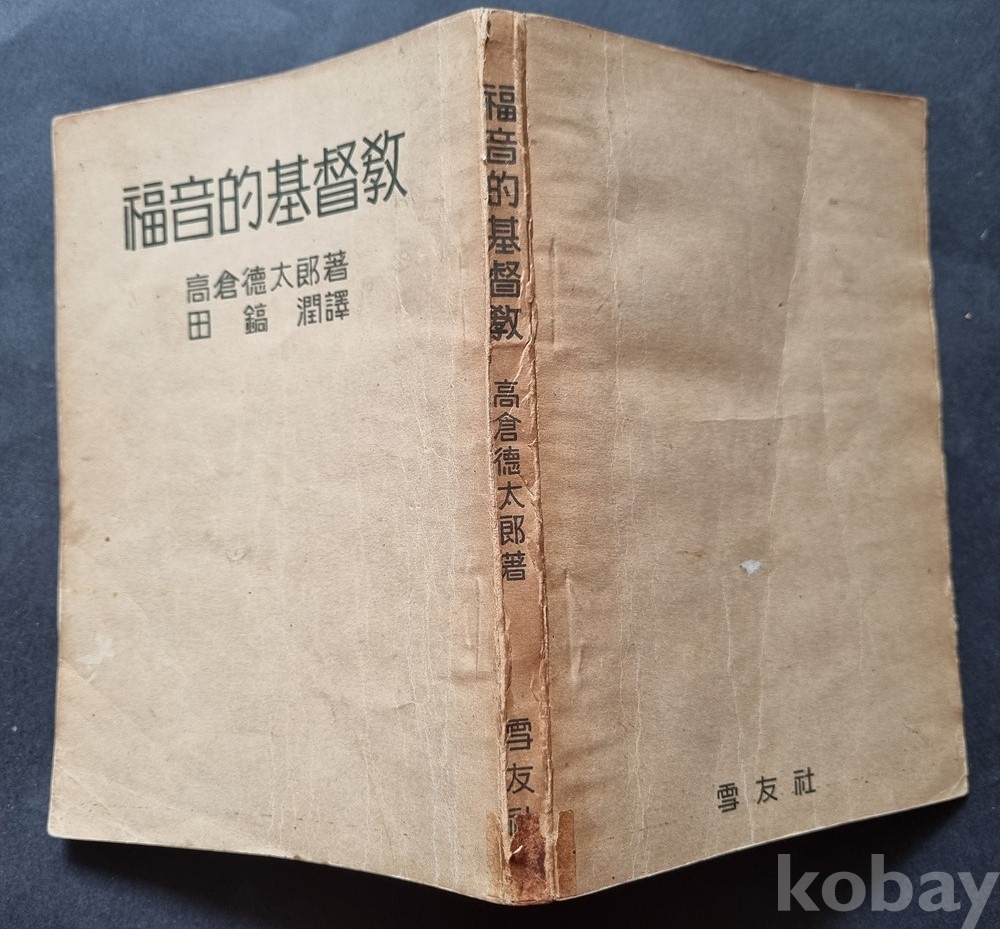 福音的基督敎
高倉德太郎著
田鎬潤譯
福音的基督敎 高倉德太郎著 雪友社
雪友社
kobay